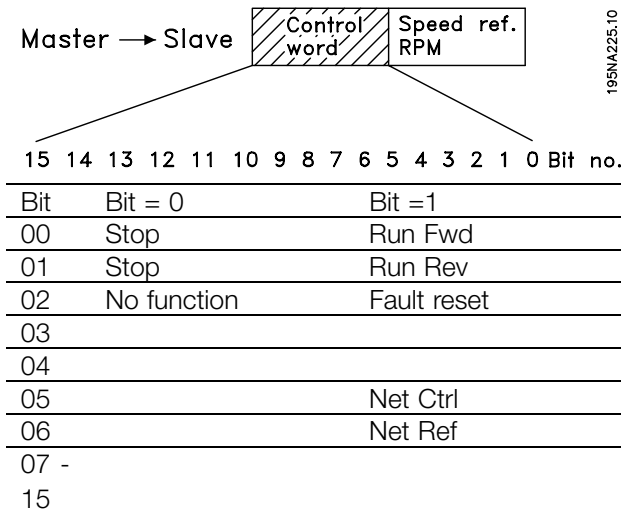 Master → Slave
Control word
Speed ref. RPM
195NA225.10
15 14 13 12 11 10 9 8 7 6 5 4 3 2 1 0 Bit no.
Bit Bit = 0 Bit =1
00 Stop Run Fwd
01 Stop Run Rev
02 No function Fault reset
03
04
05 Net Ctrl
06 Net Ref
07 -
15